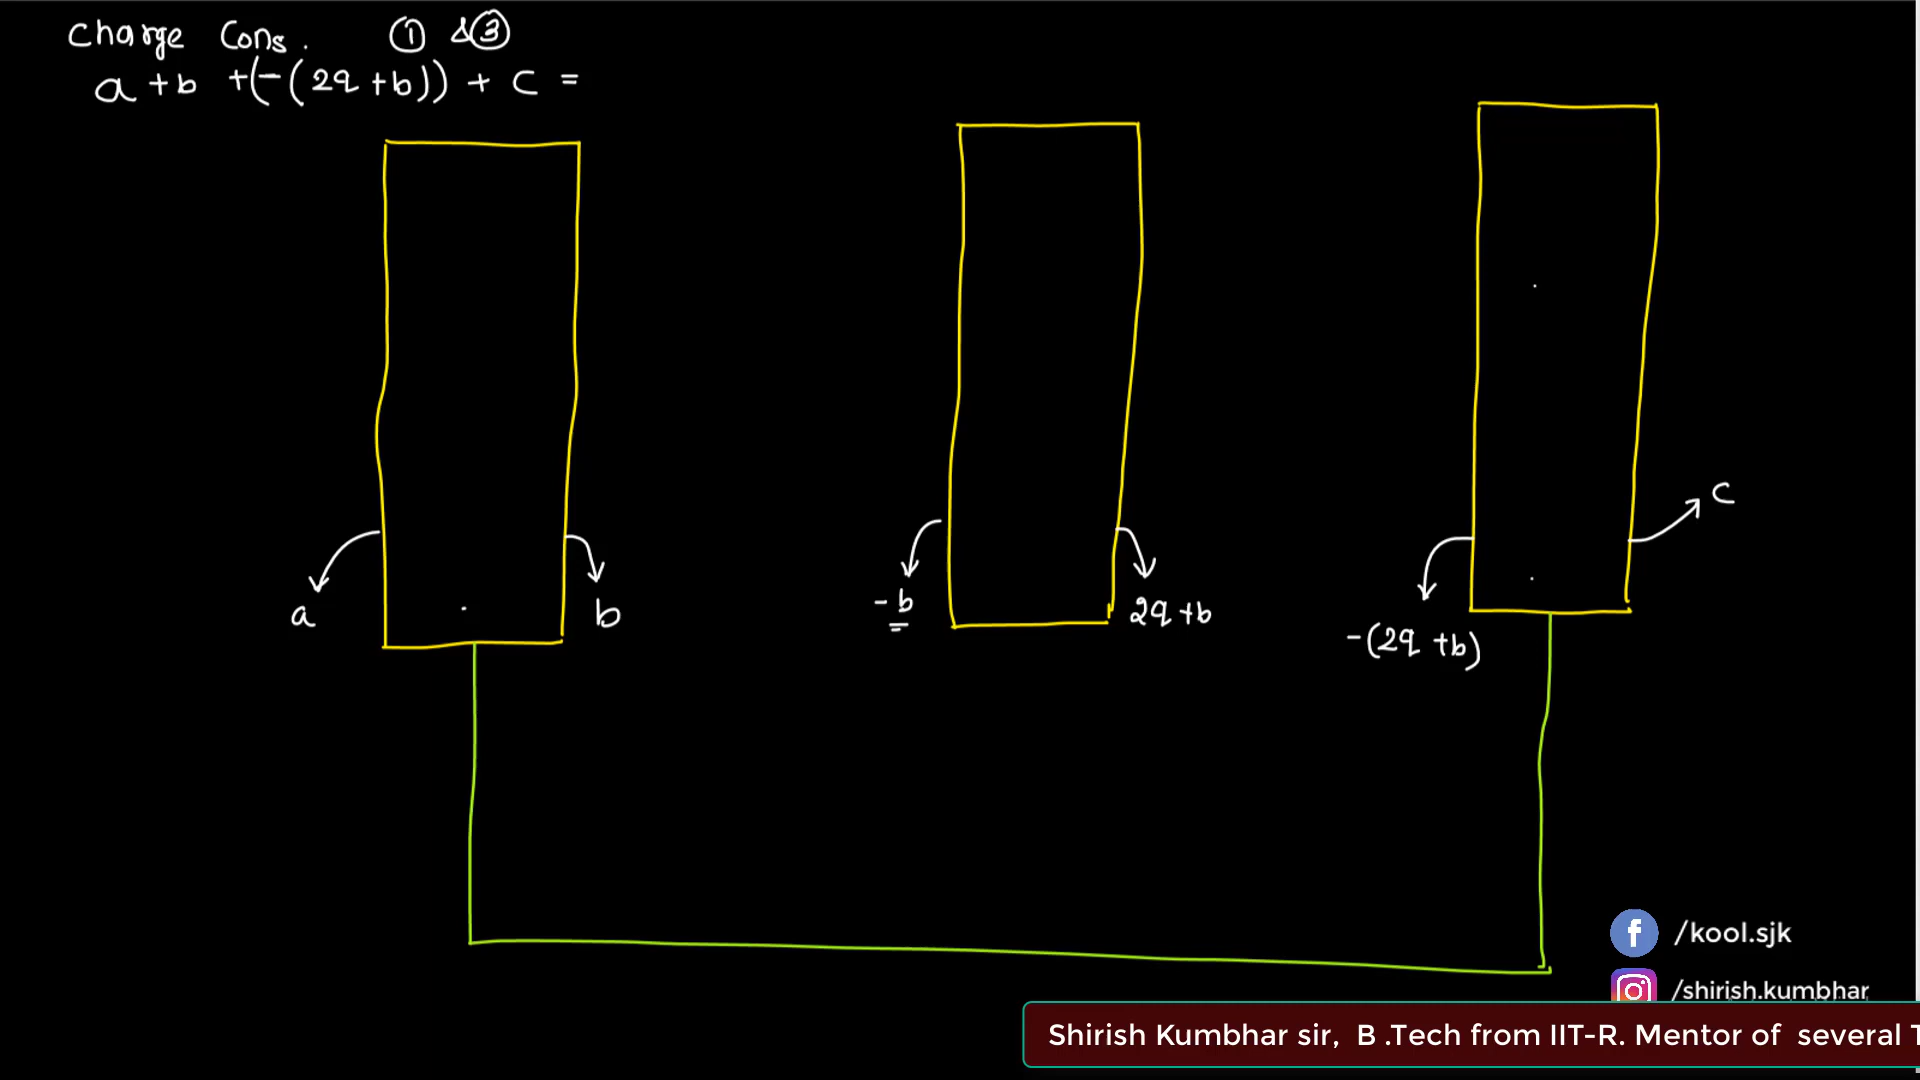 Charge Cons. ① & ③
a + b + (-(2q + b)) + c =
c
a
b
-b
2q + b
-(2q + b)
/kool.sjk
/shirish.kumbhar
Shirish Kumbhar sir, B .Tech from IIT-R. Mentor of several